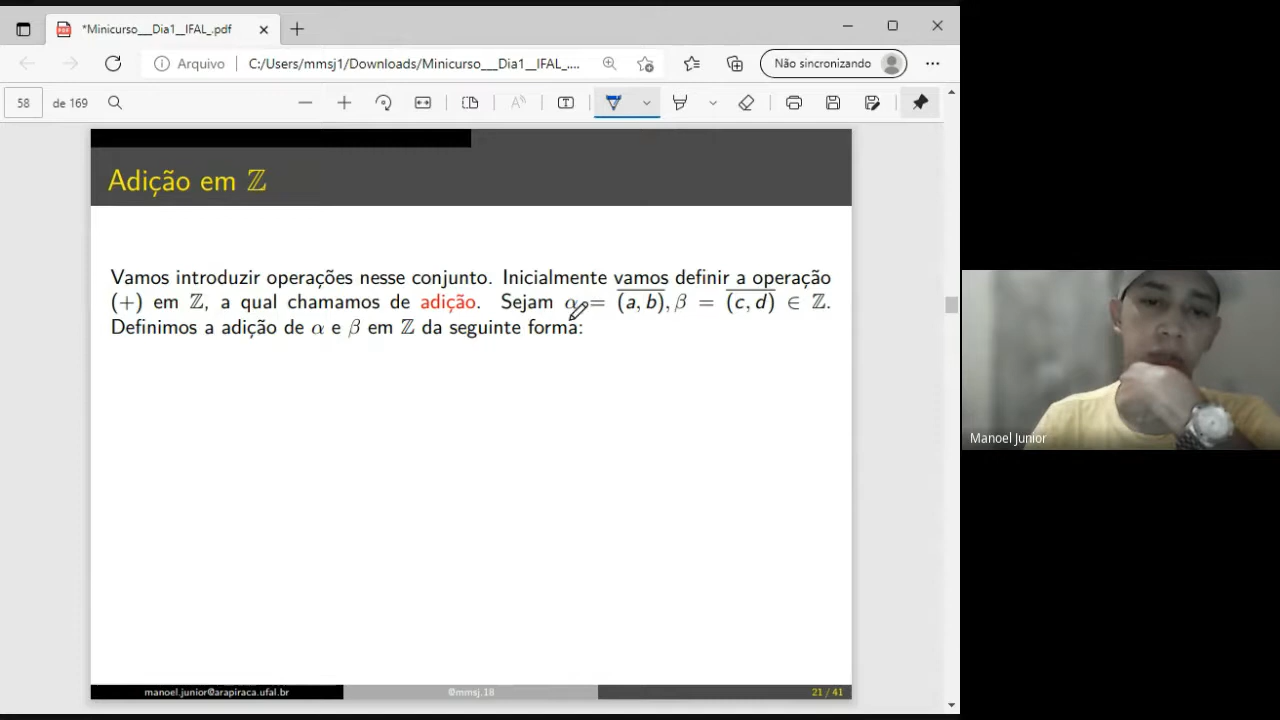 *Minicurso__Dia1__IFAL_.pdf
Arquivo
C:/Users/mmsj1/Downloads/Minicurso__Dia1__IFAL_....
Não sincronizando
58
de 169
Adição em ℤ
Vamos introduzir operações nesse conjunto. Inicialmente vamos definir a operação
(+) em ℤ, a qual chamamos de adição. Sejam α = \overline{(a, b)}, β = \overline{(c, d)} ∈ ℤ.
Definimos a adição de α e β em ℤ da seguinte forma:
Manoel Junior
manoel.junior@arapiraca.ufal.br
@mmsj.18
21 / 41